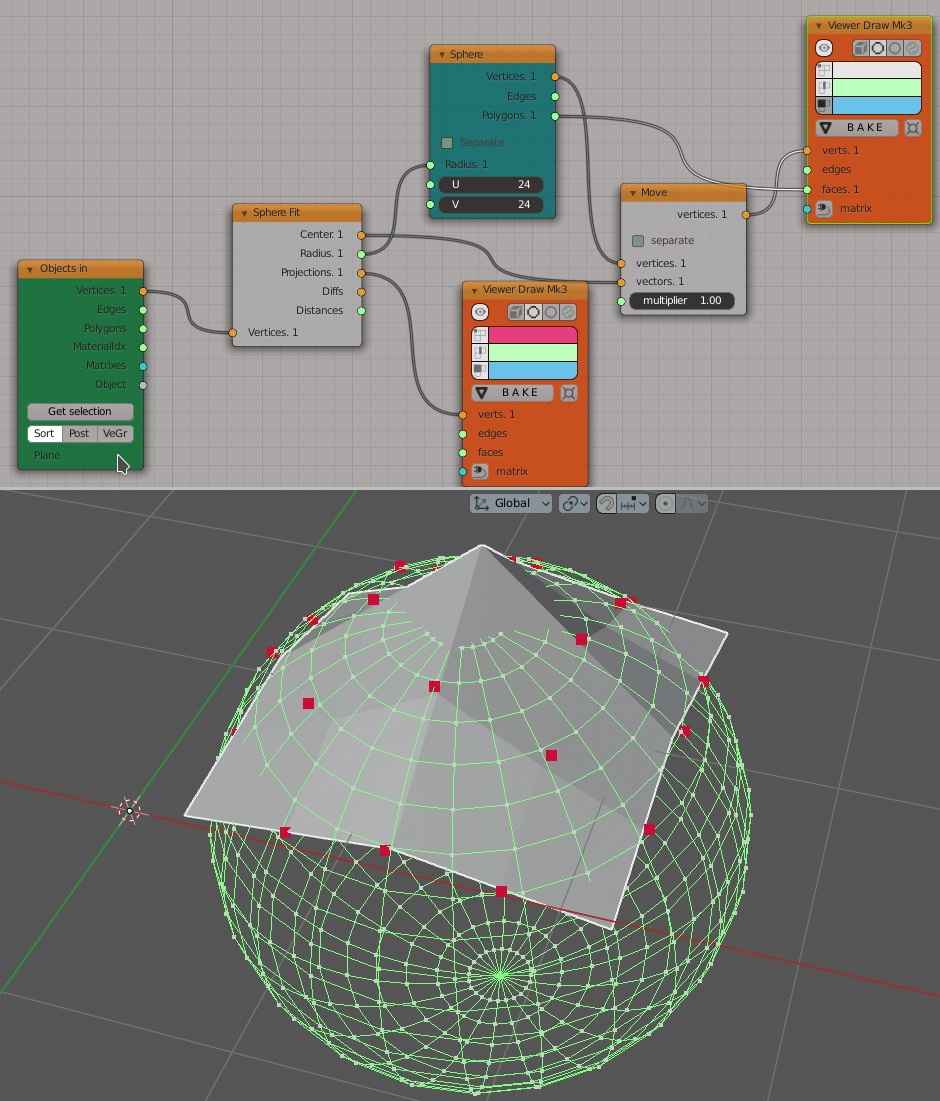 Viewer Draw Mk3
BAKE
verts. 1
edges
faces. 1
matrix
Sphere
Vertices. 1
Edges
Polygons. 1
Separate
Radius. 1
U 24
V 24
Move
vertices. 1
separate
vertices. 1
vectors. 1
multiplier 1.00
Sphere Fit
Center. 1
Radius. 1
Projections. 1
Diffs
Distances
Vertices. 1
Objects in
Vertices. 1
Edges
Polygons
MaterialIdx
Matrixes
Object
Get selection
Sort Post VeGr
Plane
Viewer Draw Mk3
BAKE
verts. 1
edges
faces
matrix
Global